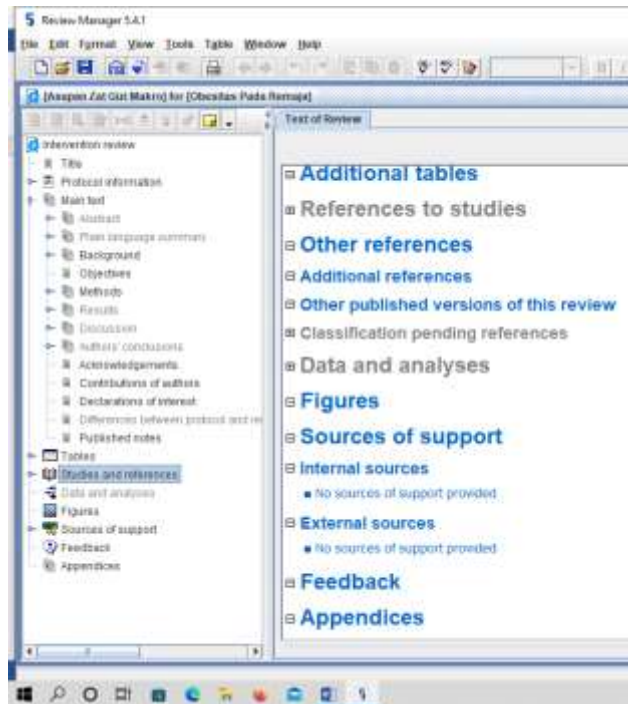 Review Manager 5.4.1
File Edit Format View Tools Table Window Help
[Asupan Zat Gizi Makro] for [Obesitas Pada Remaja]
Text of Review
Intervention review
Title
Protocol information
Main text
Abstract
Plain language summary
Background
Objectives
Methods
Results
Discussion
Authors' conclusions
Acknowledgements
Contributions of authors
Declarations of interest
Differences between protocol and re
Published notes
Tables
Studies and references
Data and analyses
Figures
Sources of support
Feedback
Appendices
Additional tables
References to studies
Other references
Additional references
Other published versions of this review
Classification pending references
Data and analyses
Figures
Sources of support
Internal sources
No sources of support provided
External sources
No sources of support provided
Feedback
Appendices